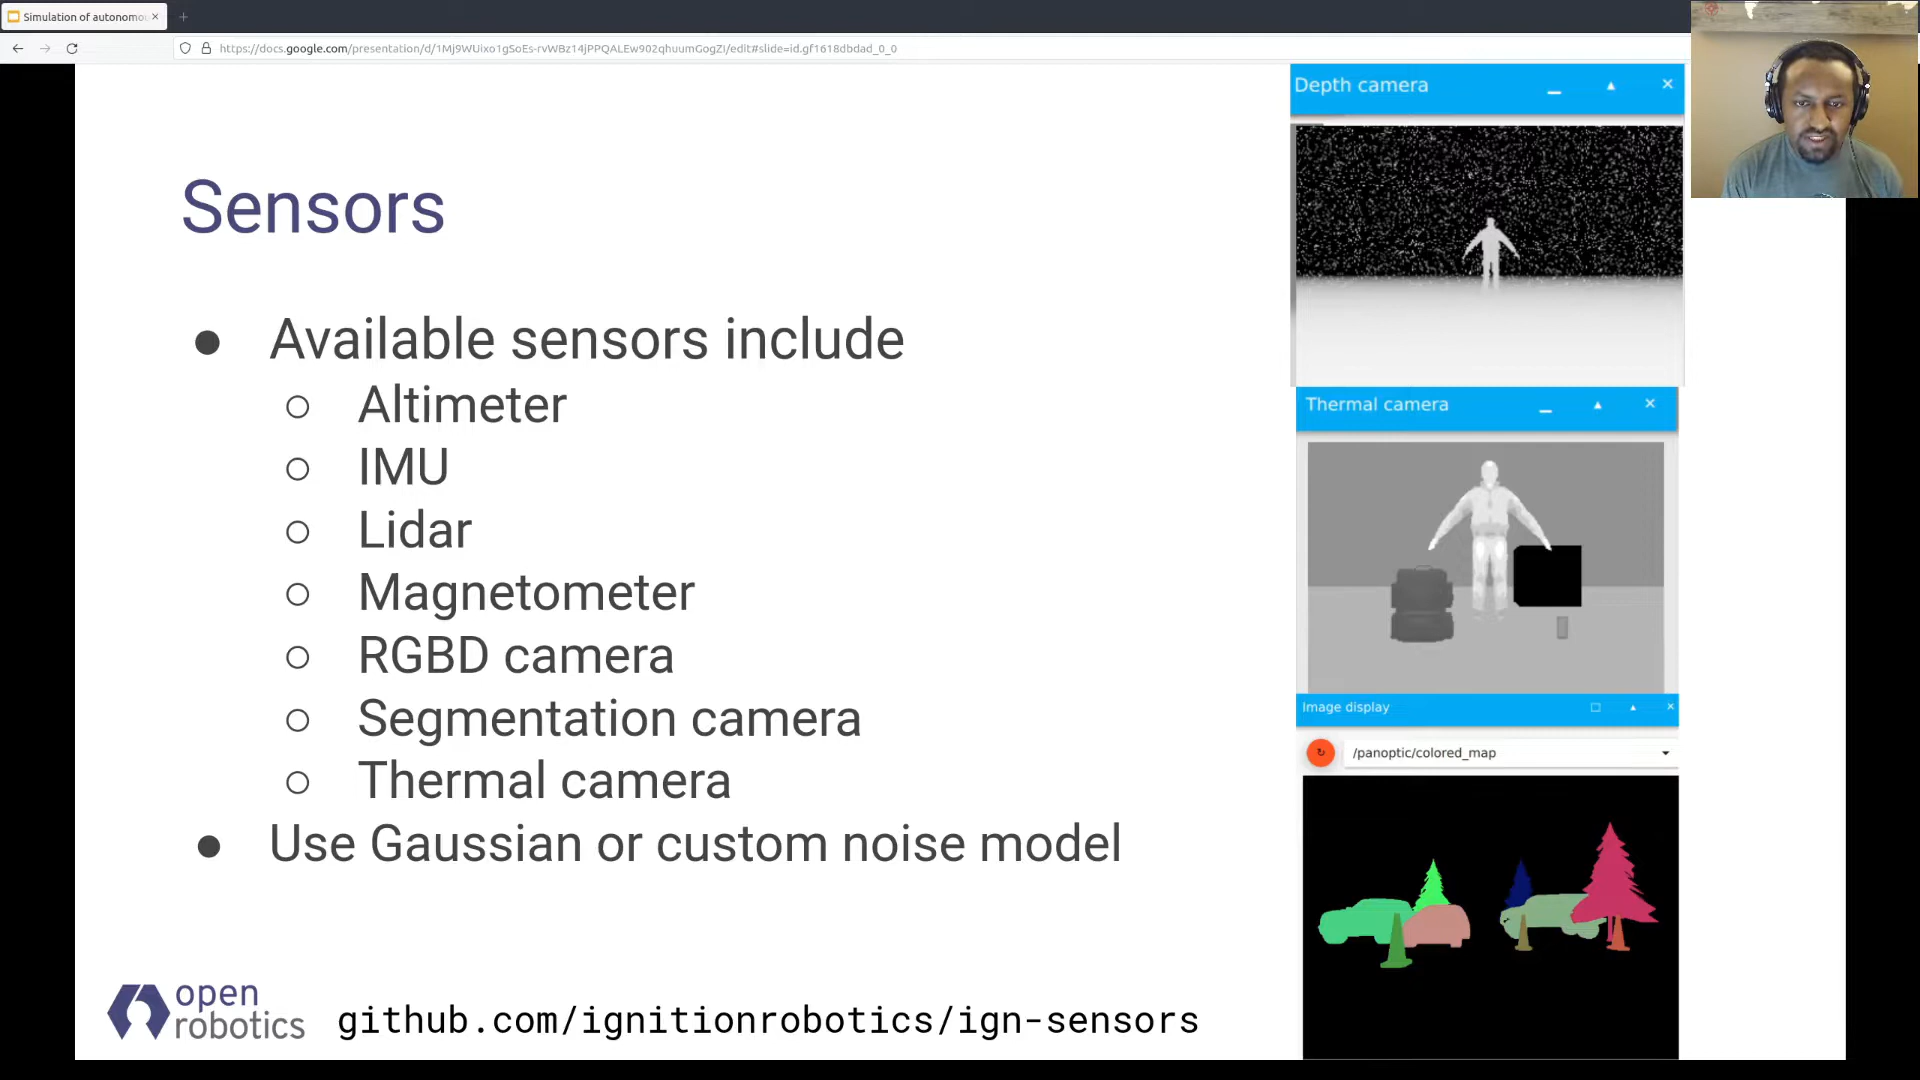 Simulation of autonomou
https://docs.google.com/presentation/d/1Mj9WUixo1gSoEs-rvWBz14jPPQALEw902qhuumGogZI/edit#slide=id.gf1618dbdad_0_0
Sensors
Available sensors include
Altimeter
IMU
Lidar
Magnetometer
RGBD camera
Segmentation camera
Thermal camera
Use Gaussian or custom noise model
open
robotics
github.com/ignitionrobotics/ign-sensors
Depth camera
Thermal camera
Image display
/panoptic/colored_map